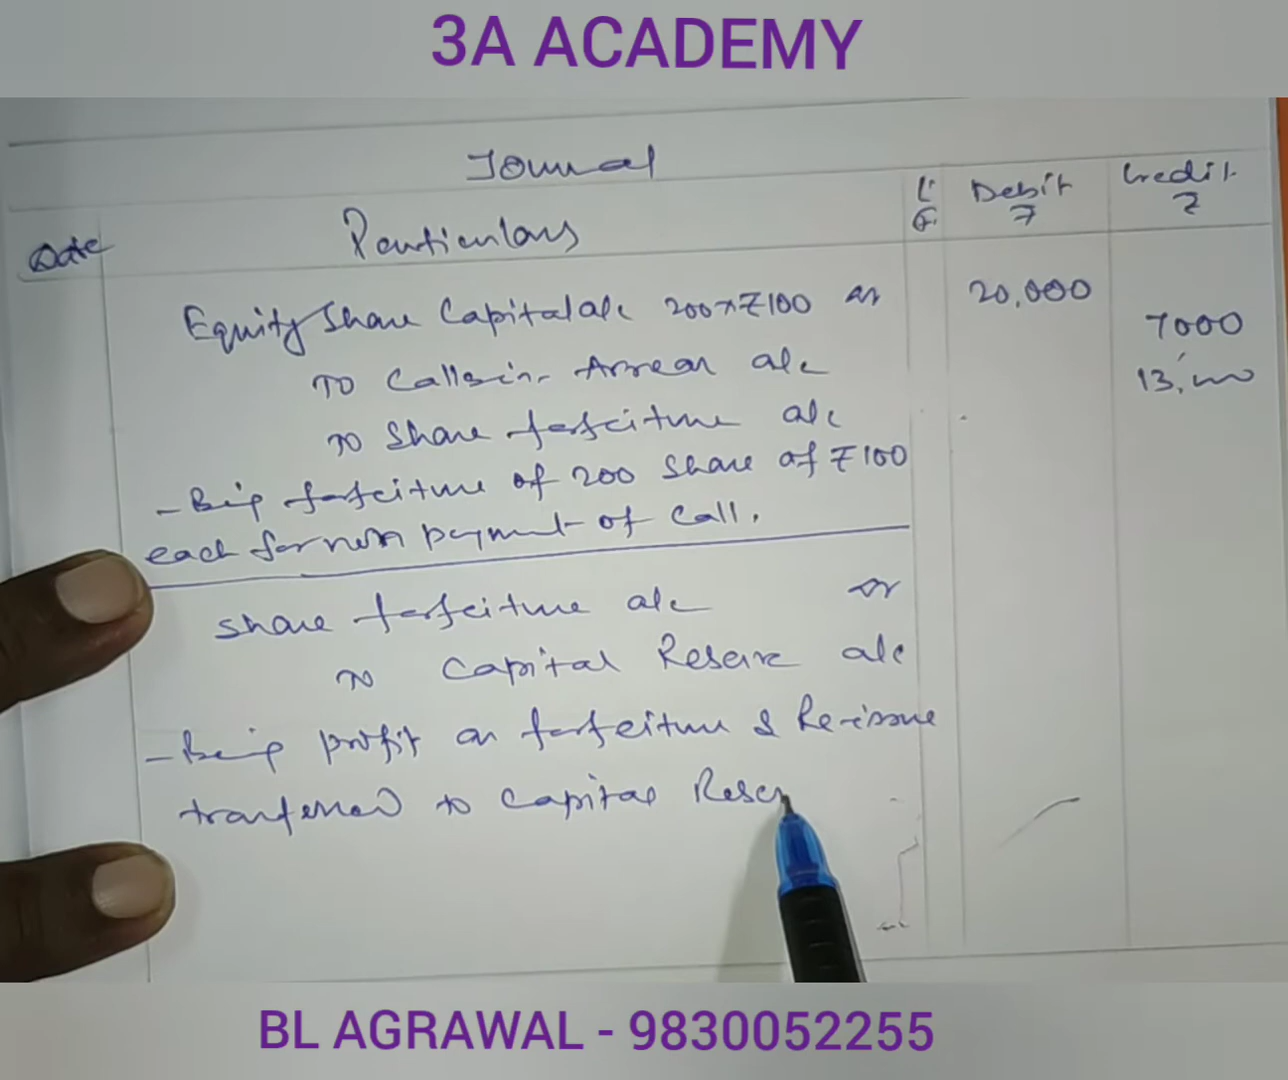 3A ACADEMY
Journal
Date Particulars L.F. Debit ₹ Credit ₹
Equity Share Capital a/c 200x₹100 Dr 20,000
To Calls in Arrear a/c 7000
To Share forfeiture a/c 13,000
- Being forfeiture of 200 share of ₹100
each for non payment of call.
Share forfeiture a/c Dr
To Capital Reserve a/c
- Being profit on forfeiture & Re-issue
transferred to Capital Reser
BL AGRAWAL - 9830052255